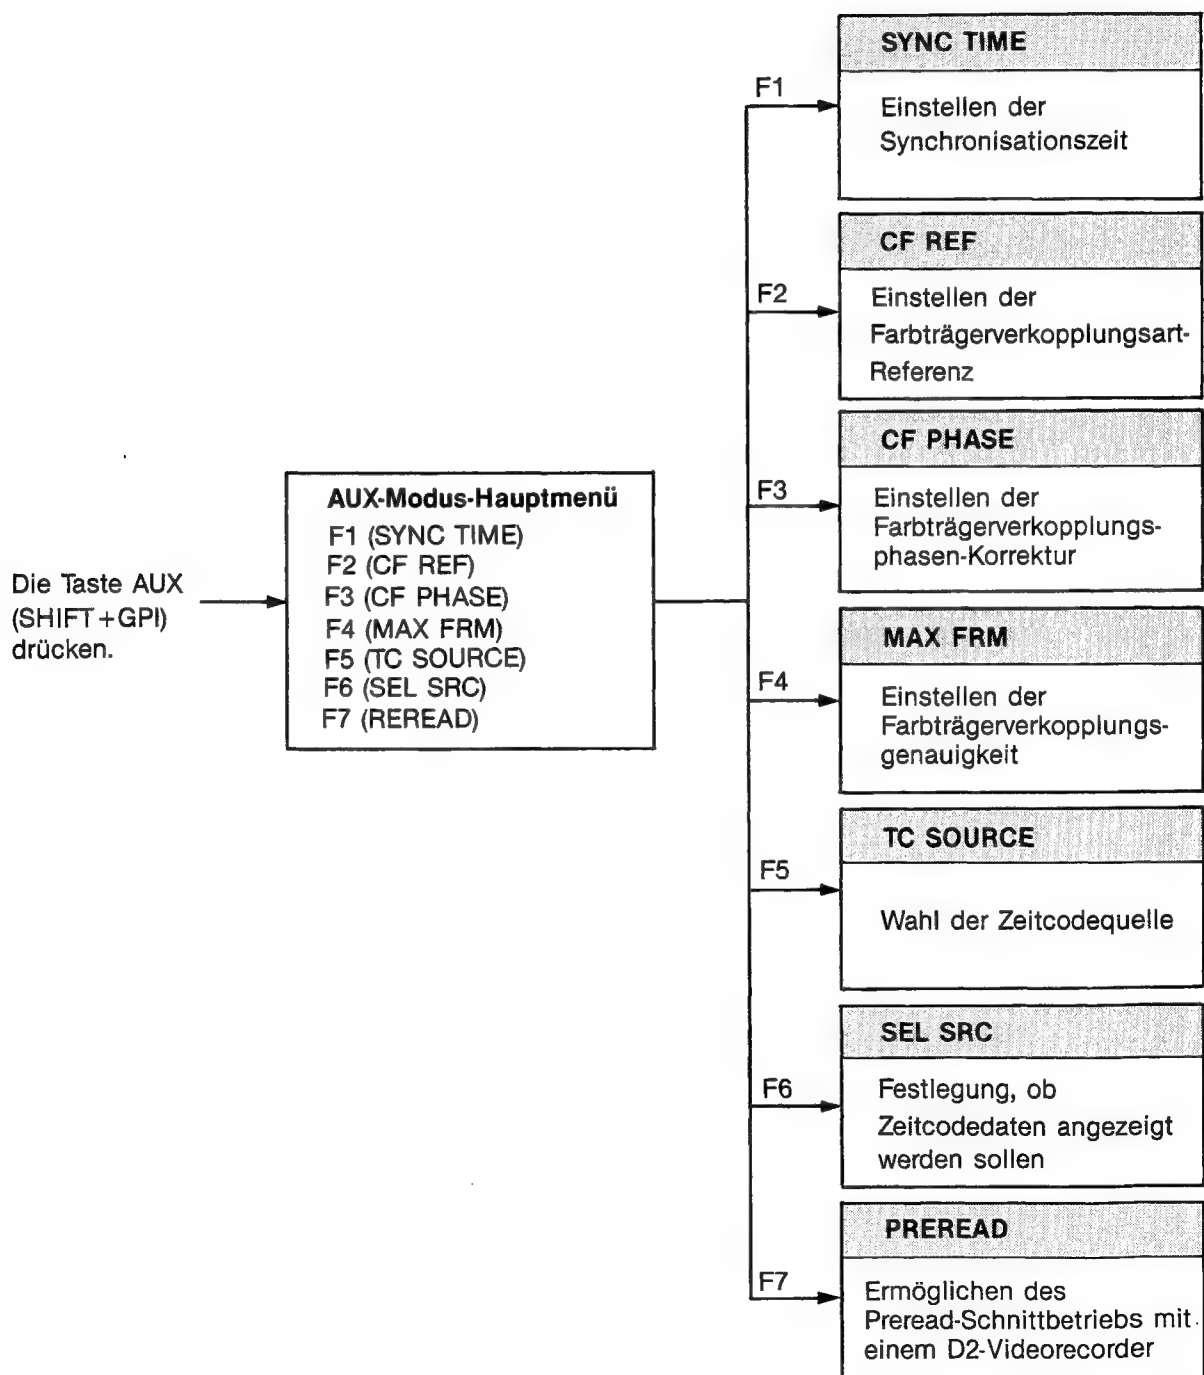 Die Taste AUX
(SHIFT+GPI)
drücken.
AUX-Modus-Hauptmenü
F1 (SYNC TIME)
F2 (CF REF)
F3 (CF PHASE)
F4 (MAX FRM)
F5 (TC SOURCE)
F6 (SEL SRC)
F7 (REREAD)
F1
SYNC TIME
Einstellen der
Synchronisationszeit
F2
CF REF
Einstellen der
Farbträgerverkopplungsart-
Referenz
F3
CF PHASE
Einstellen der
Farbträgerverkopplungs-
phasen-Korrektur
F4
MAX FRM
Einstellen der
Farbträgerverkopplungs-
genauigkeit
F5
TC SOURCE
Wahl der Zeitcodequelle
F6
SEL SRC
Festlegung, ob
Zeitcodedaten angezeigt
werden sollen
F7
PREREAD
Ermöglichen des
Preread-Schnittbetriebs mit
einem D2-Videorecorder